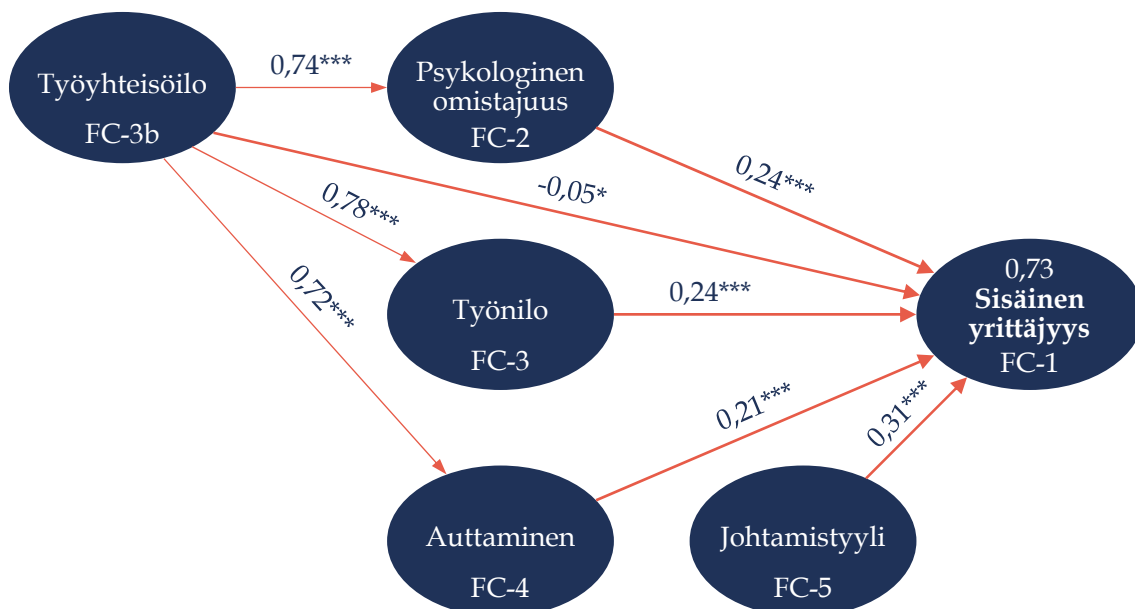 Työyhteisöilo
FC-3b
0,74***
Psykologinen
omistajuus
FC-2
0,24***
-0,05*
0,78***
0,72***
Työnilo
FC-3
0,24***
0,73
Sisäinen
yrittäjyys
FC-1
0,21***
0,31***
Auttaminen
FC-4
Johtamistyyli
FC-5